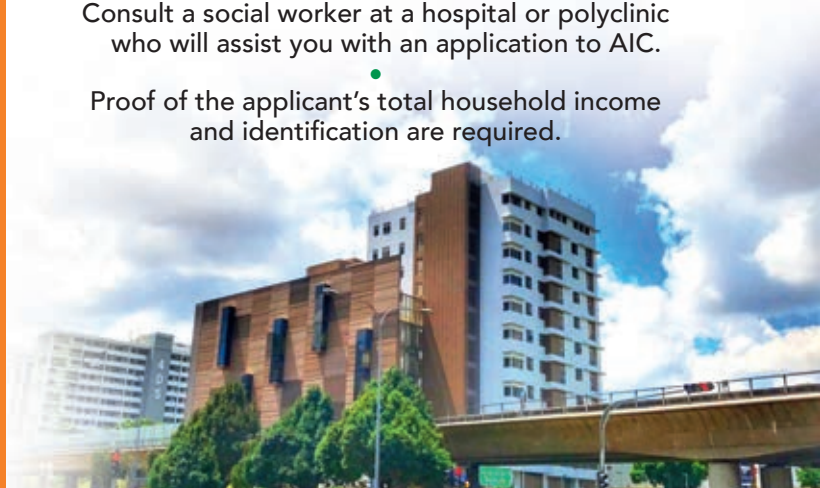 Consult a social worker at a hospital or polyclinic
who will assist you with an application to AIC.
•
Proof of the applicant's total household income
and identification are required.
405